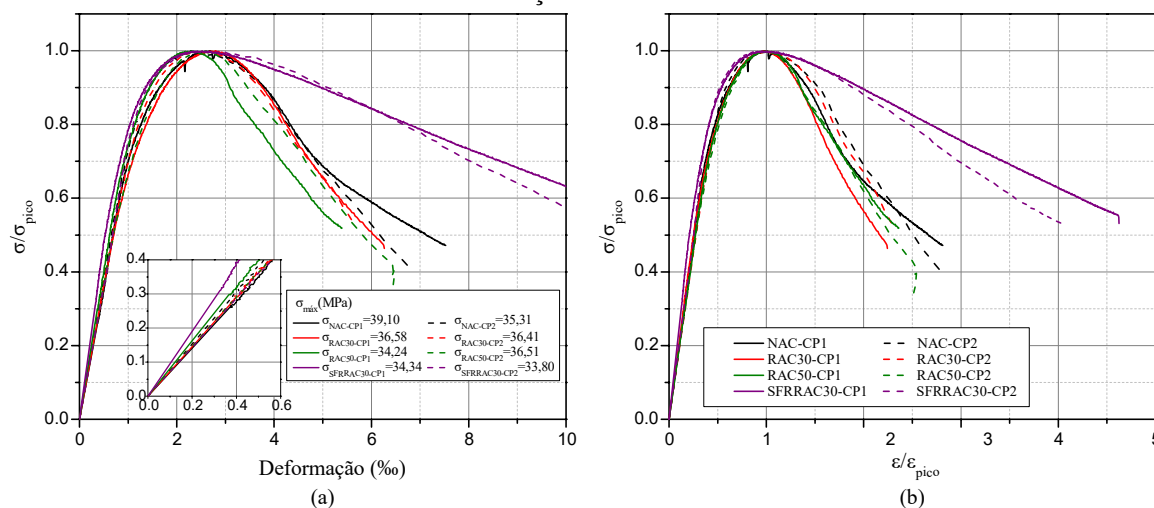 σ/σpico
1.0
0.8
0.6
0.4
0.2
0.0
0 2 4 6 8 10
Deformação (‰)
(a)
0.4
0.3
0.2
0.1
0.0
0.0 0.2 0.4 0.6
σmáx(MPa)
σNAC-CP1=39,10 σNAC-CP2=35,31
σRAC30-CP1=36,58 σRAC30-CP2=36,41
σRAC50-CP1=34,24 σRAC50-CP2=36,51
σSFRRAC30-CP1=34,34 σSFRRAC30-CP2=33,80
σ/σpico
1.0
0.8
0.6
0.4
0.2
0.0
0 1 2 3 4 5
ε/εpico
(b)
NAC-CP1 NAC-CP2
RAC30-CP1 RAC30-CP2
RAC50-CP1 RAC50-CP2
SFRRAC30-CP1 SFRRAC30-CP2